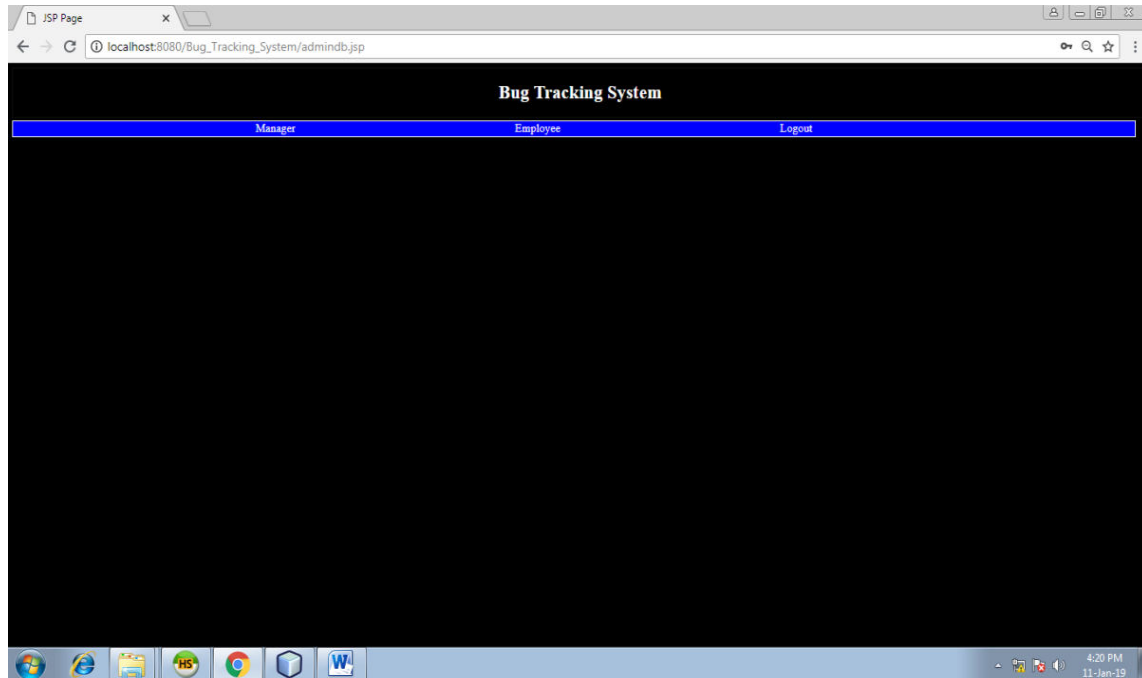 JSP Page
localhost:8080/Bug_Tracking_System/admindb.jsp
Bug Tracking System
Manager Employee Logout
HS
W
4:20 PM
11-Jan-19